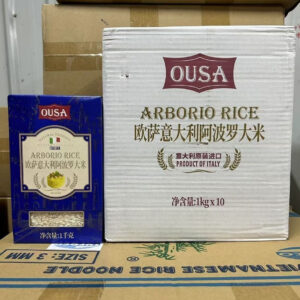 OUSA
ITALIAN
ARBORIO RICE
欧萨意大利阿波罗大米
净含量:1千克
OUSA
ARBORIO RICE
欧萨意大利阿波罗大米
意大利原装进口
PRODUCT OF ITALY
净含量:1kg x 10
VIETNAMESE RICE NOODLE
SIZE: 3 MM